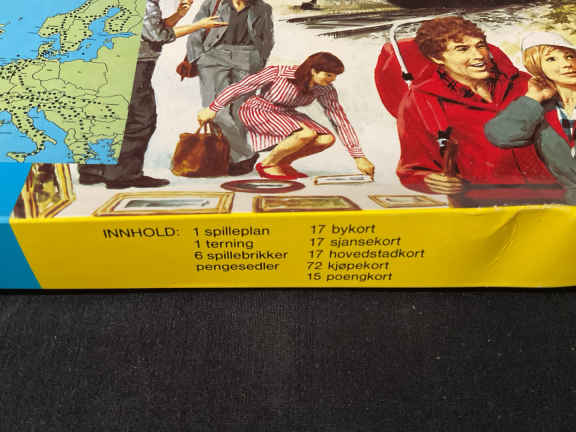 INNHOLD: 1 spilleplan
1 terning
6 spillebrikker
pengesedler
17 bykort
17 sjansekort
17 hovedstadkort
72 kjøpekort
15 poengkort